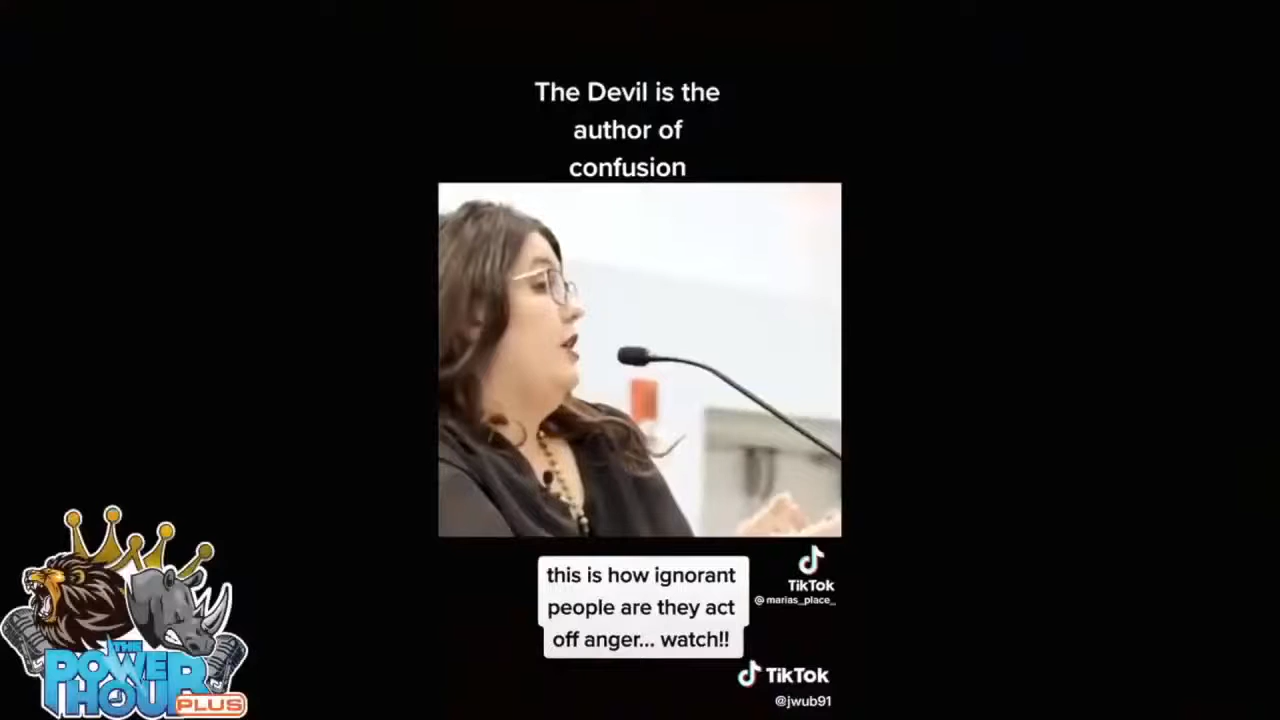 The Devil is the
author of
confusion
this is how ignorant
people are they act
off anger... watch!!
TikTok
@marias_place_
TikTok
@jwub91
THE
POWER
HOUR
PLUS